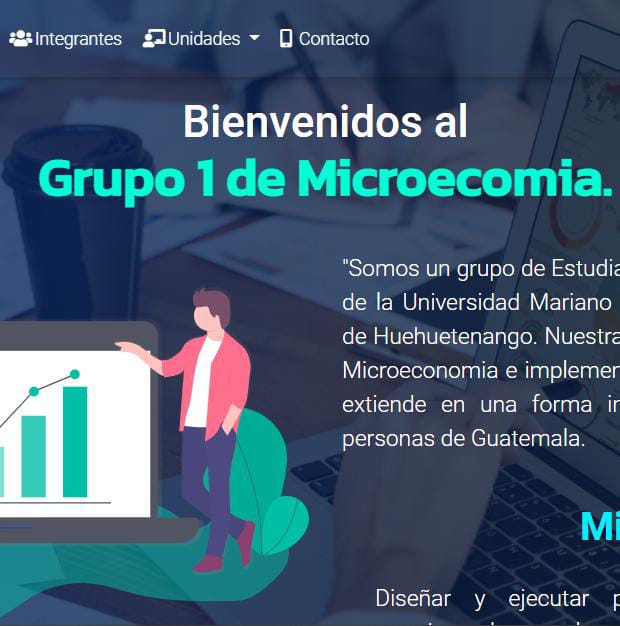 Integrantes Unidades Contacto
Bienvenidos al
Grupo 1 de Microecomia.
"Somos un grupo de Estudia
de la Universidad Mariano
de Huehuetenango. Nuestra
Microeconomia e implemen
extiende en una forma in
personas de Guatemala.
Mi
Diseñar y ejecutar p